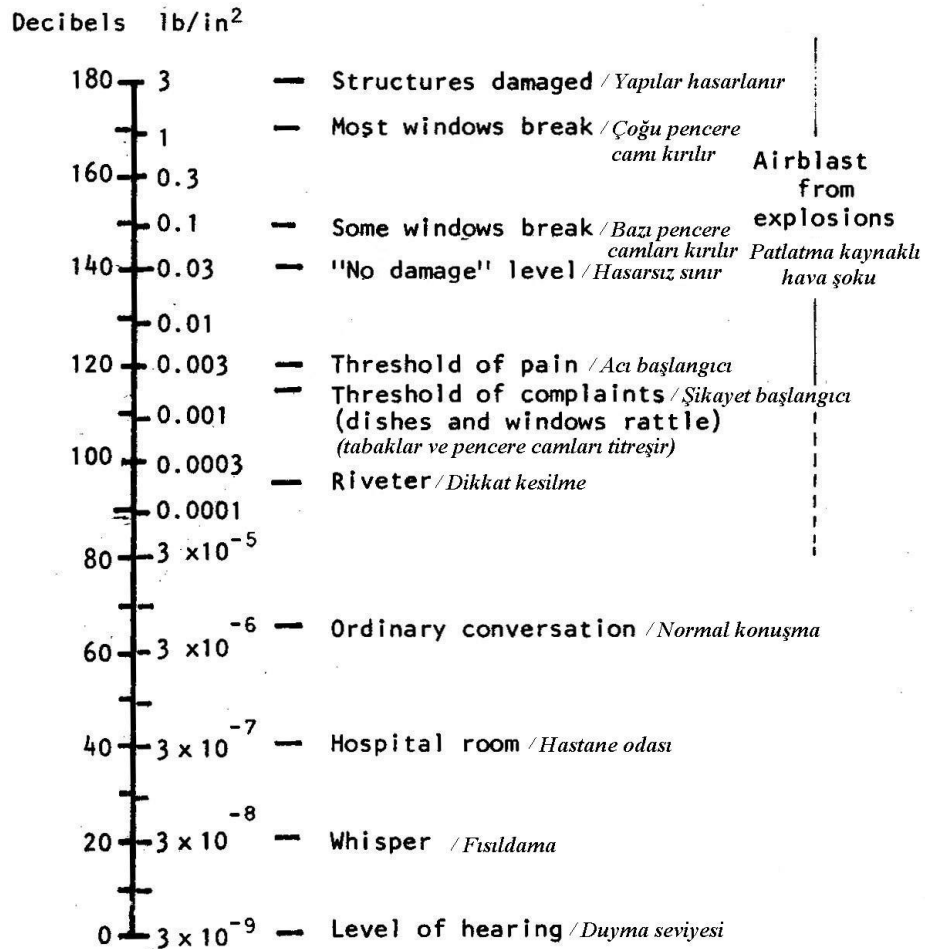 Decibels lb/in²
180 3 Structures damaged / Yapılar hasarlanır
1 Most windows break / Çoğu pencere
camı kırılır
Airblast
from
explosions
Patlatma kaynaklı
hava şoku
160 0.3
0.1 Some windows break / Bazı pencere
camları kırılır
140 0.03 "No damage" level / Hasarsız sınır
0.01
120 0.003 Threshold of pain / Acı başlangıcı
Threshold of complaints / Şikayet başlangıcı
0.001 (dishes and windows rattle)
(tabaklar ve pencere camları titreşir)
100 0.0003
Riveter / Dikkat kesilme
0.0001
80 3 x10⁻⁵
Ordinary conversation / Normal konuşma
60 3 x10⁻⁶
40 3 x 10⁻⁷ Hospital room / Hastane odası
20 3 x 10⁻⁸ Whisper / Fısıldama
0 3 x 10⁻⁹ Level of hearing / Duyma seviyesi